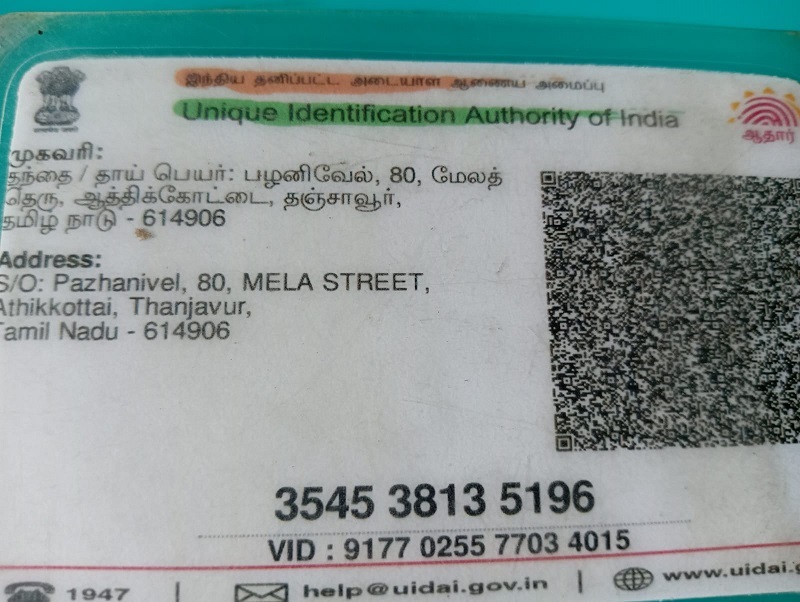 இந்திய தனிப்பட்ட அடையாள ஆணைய அமைப்பு
Unique Identification Authority of India
ஆதார்
முகவரி:
தந்தை / தாய் பெயர்: பழனிவேல், 80, மேலத்
தெரு, ஆத்திக்கோட்டை, தஞ்சாவூர்,
தமிழ் நாடு - 614906
Address:
S/O: Pazhanivel, 80, MELA STREET,
Athikkottai, Thanjavur,
Tamil Nadu - 614906
3545 3813 5196
VID : 9177 0255 7703 4015
1947 | help@uidai.gov.in | www.uidai.g